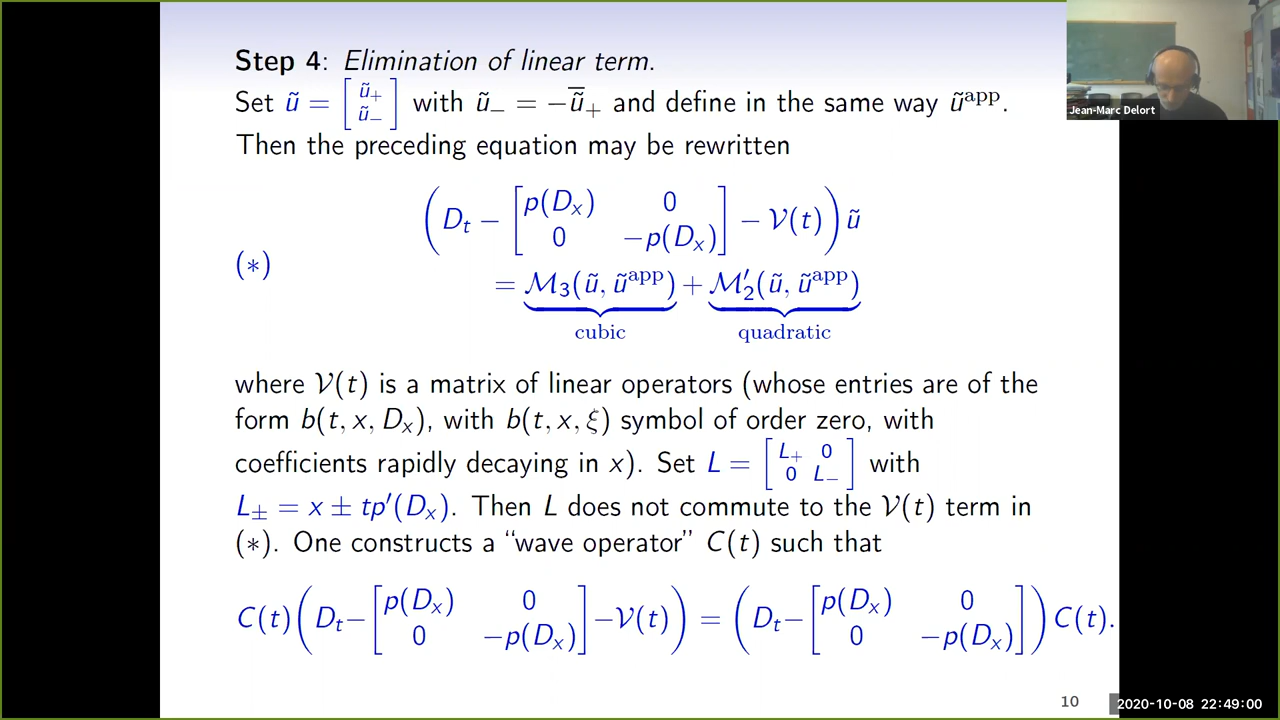 Step 4: Elimination of linear term.
Set ũ = [ũ₊ ũ₋] with ũ₋ = −ũ̅₊ and define in the same way ũᵃᵖᵖ.
Then the preceding equation may be rewritten
(D_t − [p(D_x) 0; 0 −p(D_x)] − 𝒱(t)) ũ
(∗)
= ℳ₃(ũ, ũᵃᵖᵖ) + ℳ′₂(ũ, ũᵃᵖᵖ)
cubic quadratic
where 𝒱(t) is a matrix of linear operators (whose entries are of the
form b(t, x, D_x), with b(t, x, ξ) symbol of order zero, with
coefficients rapidly decaying in x). Set L = [L₊ 0; 0 L₋] with
L± = x ± tp′(D_x). Then L does not commute to the 𝒱(t) term in
(∗). One constructs a “wave operator” C(t) such that
C(t)(D_t − [p(D_x) 0; 0 −p(D_x)] − 𝒱(t)) = (D_t − [p(D_x) 0; 0 −p(D_x)]) C(t).
10
Jean-Marc Delort
2020-10-08 22:49:00